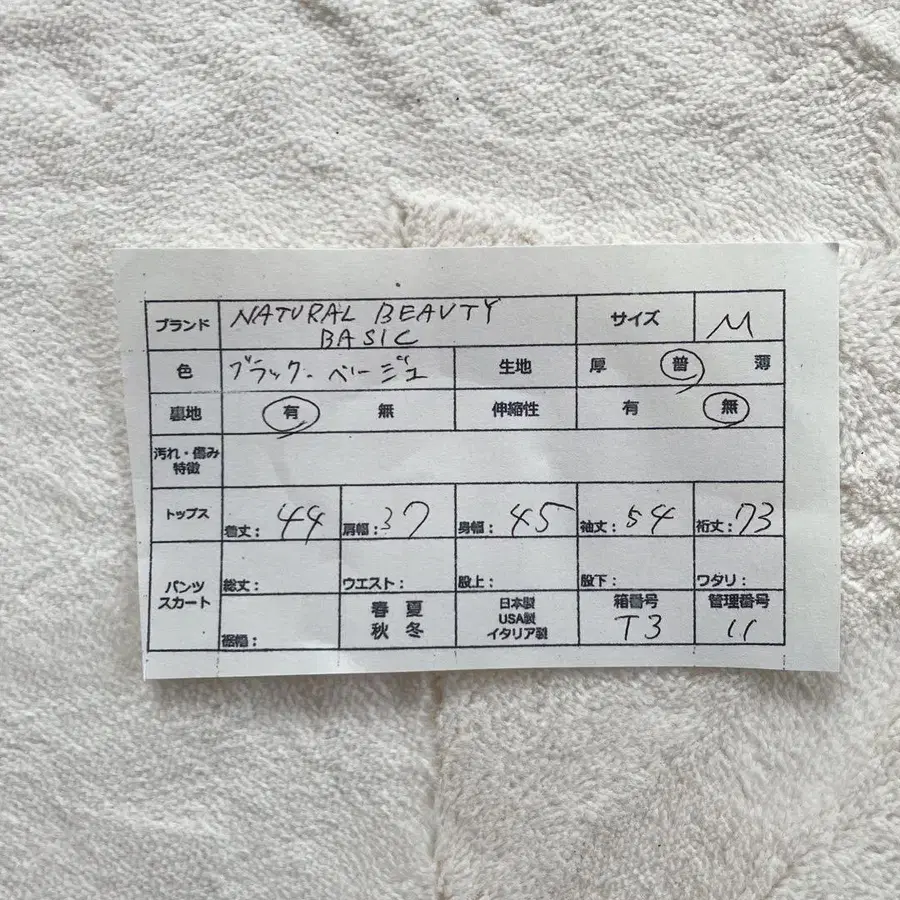 ブランド NATURAL BEAUTY BASIC サイズ M
色 ブラック・ベージュ 生地 厚 普 薄
裏地 有 無 伸縮性 有 無
汚れ・傷み 特徴
トップス 着丈: 44 肩幅: 37 身幅: 45 袖丈: 54 裄丈: 73
パンツ スカート 総丈: ウエスト: 股上: 股下: ワタリ:
裾幅: 春 夏 秋 冬 日本製 USA製 イタリア製 箱番号 T3 管理番号 11